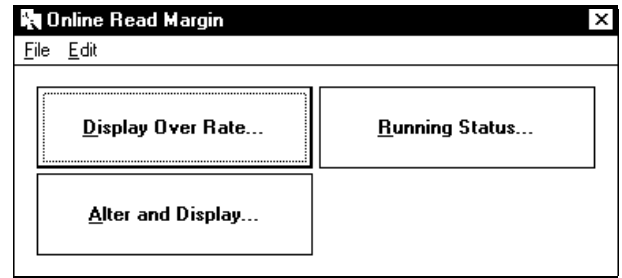 Online Read Margin
File Edit
Display Over Rate... Running Status...
Alter and Display...